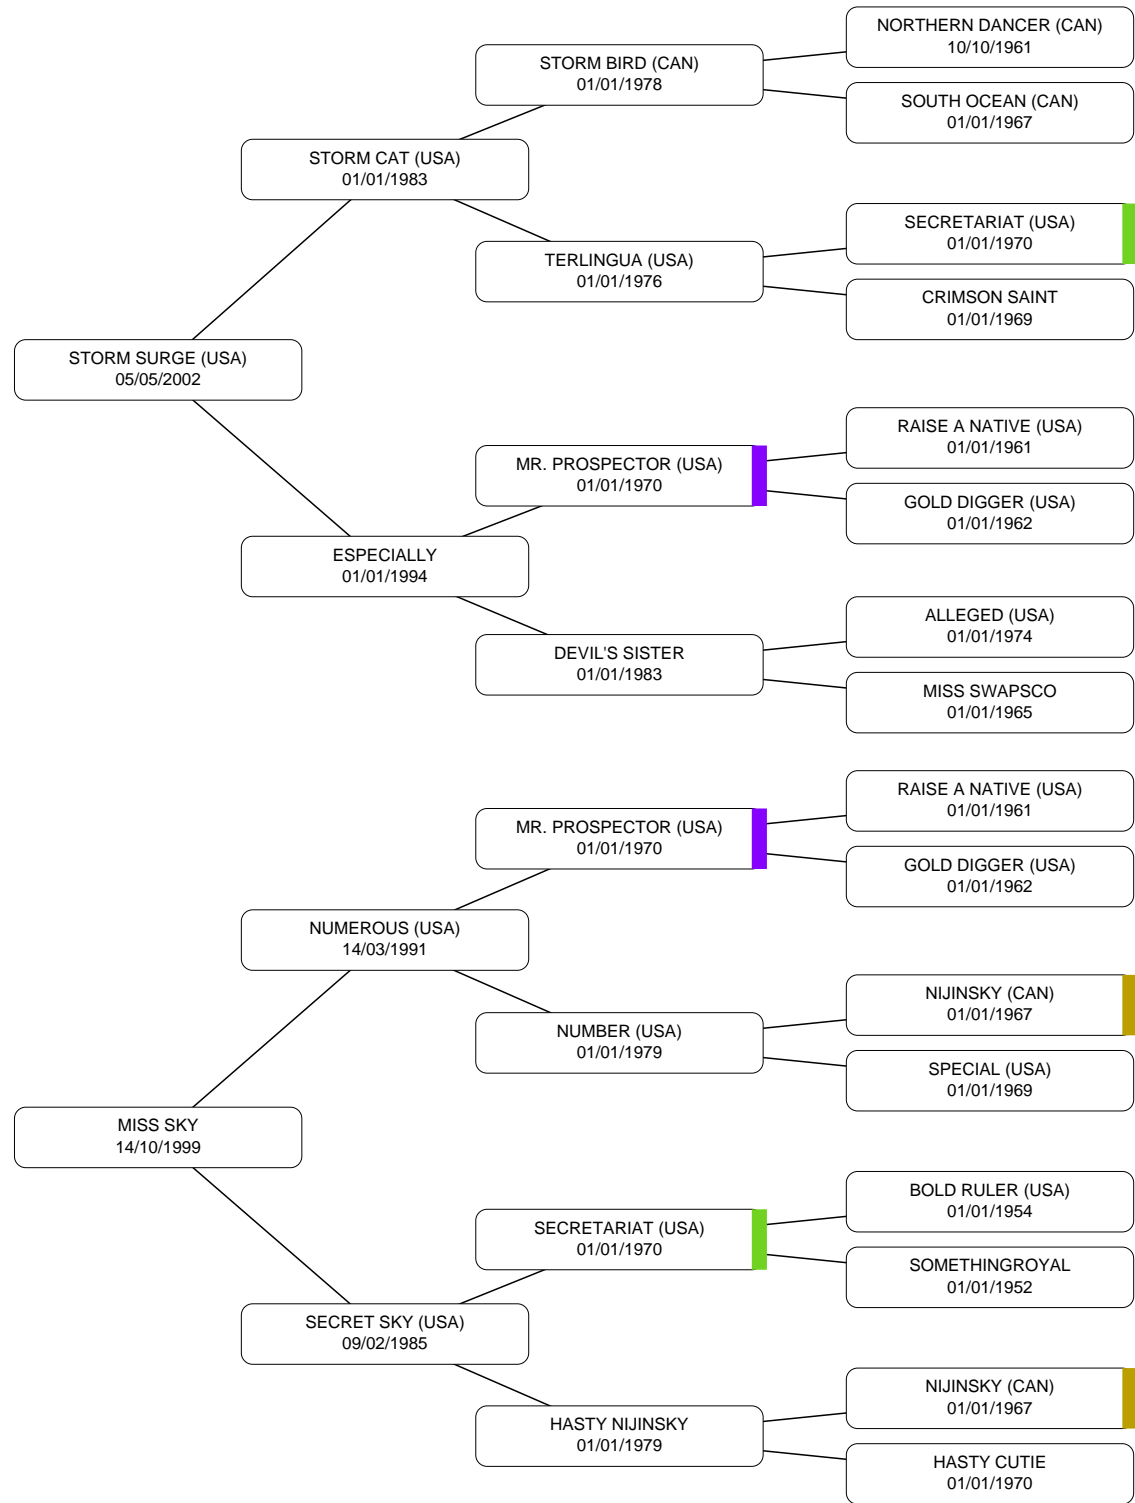 NORTHERN DANCER (CAN)
10/10/1961
STORM BIRD (CAN)
01/01/1978
SOUTH OCEAN (CAN)
01/01/1967
STORM CAT (USA)
01/01/1983
SECRETARIAT (USA)
01/01/1970
TERLINGUA (USA)
01/01/1976
CRIMSON SAINT
01/01/1969
STORM SURGE (USA)
05/05/2002
RAISE A NATIVE (USA)
01/01/1961
MR. PROSPECTOR (USA)
01/01/1970
GOLD DIGGER (USA)
01/01/1962
ESPECIALLY
01/01/1994
ALLEGED (USA)
01/01/1974
DEVIL'S SISTER
01/01/1983
MISS SWAPSCO
01/01/1965
RAISE A NATIVE (USA)
01/01/1961
MR. PROSPECTOR (USA)
01/01/1970
GOLD DIGGER (USA)
01/01/1962
NUMEROUS (USA)
14/03/1991
NIJINSKY (CAN)
01/01/1967
NUMBER (USA)
01/01/1979
SPECIAL (USA)
01/01/1969
MISS SKY
14/10/1999
BOLD RULER (USA)
01/01/1954
SECRETARIAT (USA)
01/01/1970
SOMETHINGROYAL
01/01/1952
SECRET SKY (USA)
09/02/1985
NIJINSKY (CAN)
01/01/1967
HASTY NIJINSKY
01/01/1979
HASTY CUTIE
01/01/1970